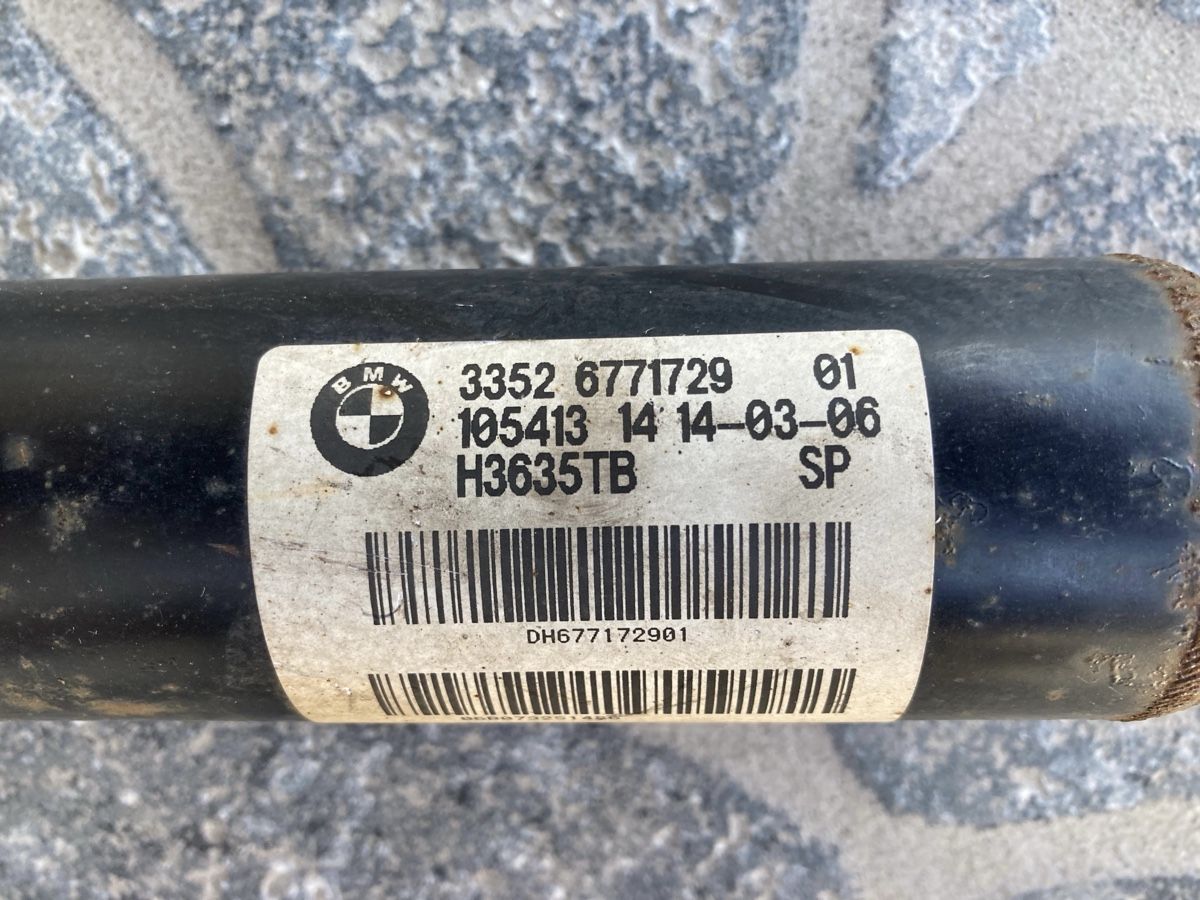 BMW
3352 6771729 01
105413 14 14-03-06
H3635TB SP
DH677172901